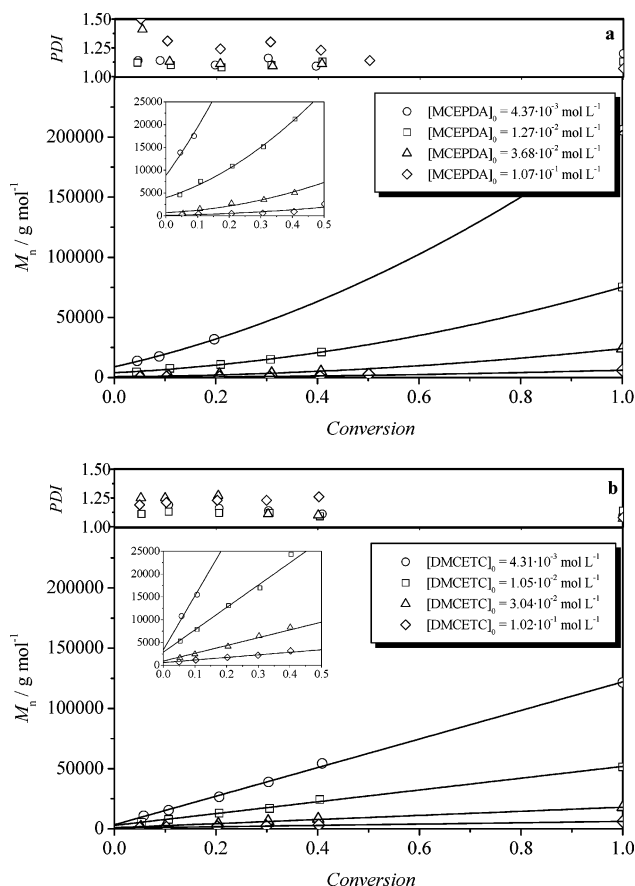 1.50
a
PDI
1.25
1.00
25000
20000
15000
10000
5000
0
0.0 0.1 0.2 0.3 0.4 0.5
[MCEPDA]0 = 4.37·10-3 mol L-1
[MCEPDA]0 = 1.27·10-2 mol L-1
[MCEPDA]0 = 3.68·10-2 mol L-1
[MCEPDA]0 = 1.07·10-1 mol L-1
200000
150000
100000
50000
0
Mn / g mol-1
0.0 0.2 0.4 0.6 0.8 1.0
Conversion
1.50
b
PDI
1.25
1.00
25000
20000
15000
10000
5000
0
0.0 0.1 0.2 0.3 0.4 0.5
[DMCETC]0 = 4.31·10-3 mol L-1
[DMCETC]0 = 1.05·10-2 mol L-1
[DMCETC]0 = 3.04·10-2 mol L-1
[DMCETC]0 = 1.02·10-1 mol L-1
200000
150000
100000
50000
0
Mn / g mol-1
0.0 0.2 0.4 0.6 0.8 1.0
Conversion